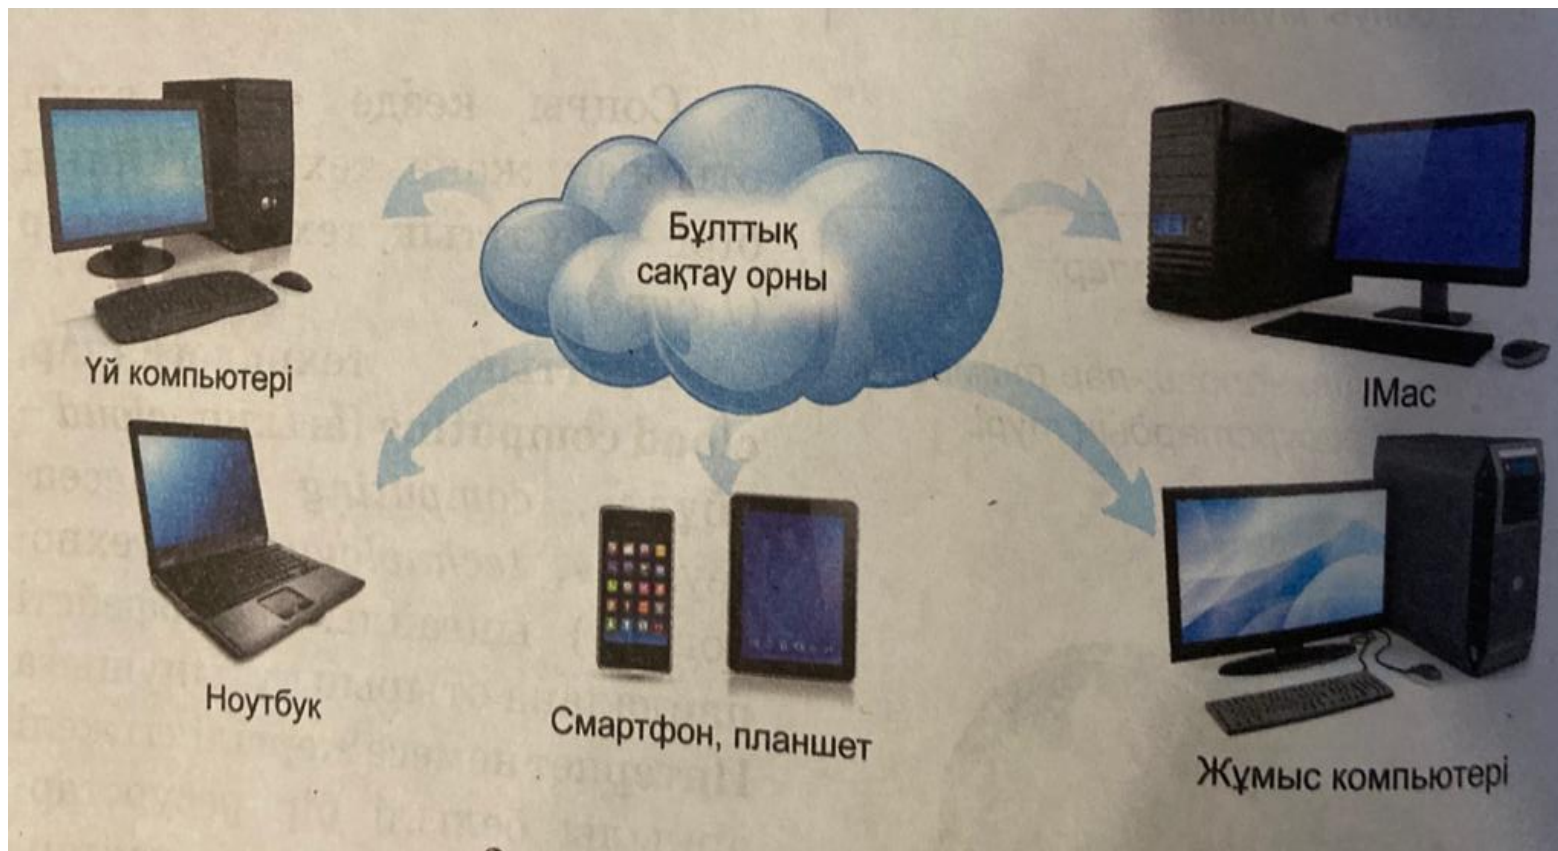 Бұлттық
сақтау орны
Үй компьютері
IMac
Ноутбук
Смартфон, планшет
Жұмыс компьютері